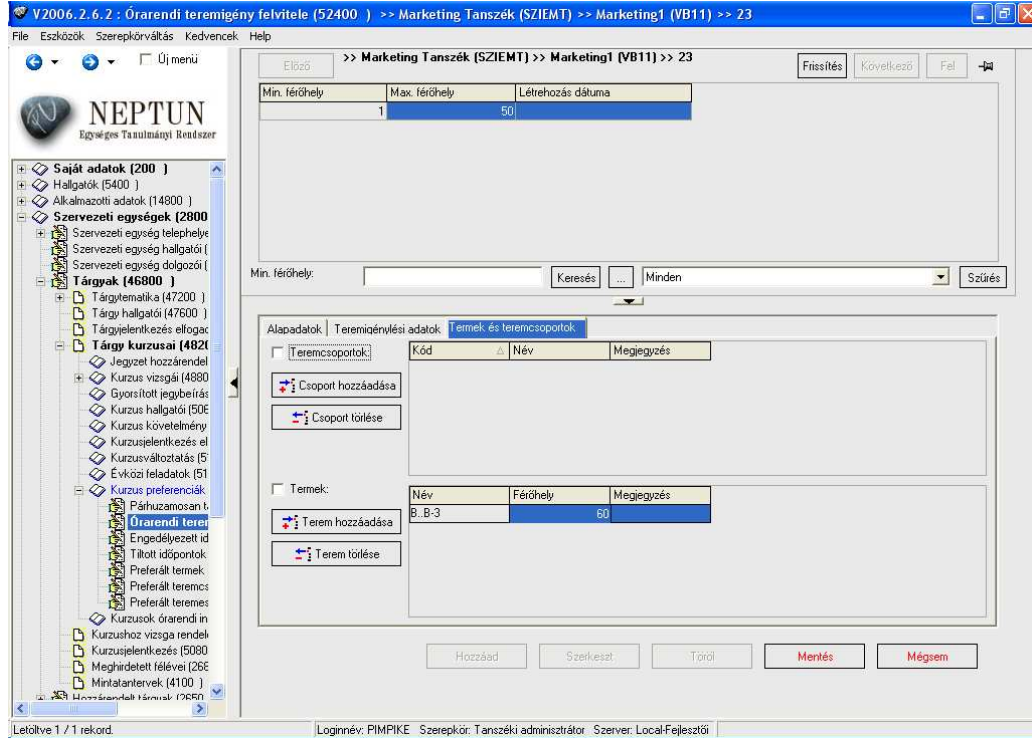 V2006.2.6.2 : Órarendi teremigény felvitele (52400 ) >> Marketing Tanszék (SZIEMT) >> Marketing1 (VB11) >> 23
File Eszközök Szerepkörváltás Kedvencek Help
Új menü
NEPTUN
Egységes Tanulmányi Rendszer
Saját adatok (200 )
Hallgatók (5400 )
Alkalmazotti adatok (14800 )
Szervezeti egységek (2800
Szervezeti egység telephelye
Szervezeti egység hallgatói (
Szervezeti egység dolgozói (
Tárgyak (46800 )
Tárgytematika (47200 )
Tárgy hallgatói (47600 )
Tárgyjelentkezés elfogad
Tárgy kurzusai (482(
Jegyzet hozzárendel
Kurzus vizsgái (4880
Gyorsított jegybeírás
Kurzus hallgatói (506
Kurzus követelmény
Kurzusjelentkezés el
Kurzusváltoztatás (5
Évközi feladatok (51
Kurzus preferenciák
Párhuzamosan t
Órarendi terer
Engedélyezett id
Tiltott időpontok
Preferált termek
Preferált teremcs
Preferált teremes
Kurzusok órarendi in
Kurzushoz vizsga rendel
Kurzusjelentkezés (5080
Meghirdetett félévei (268
Mintatantervek (4100 )
Hozzárendelt tárgyak (2650
Előző >> Marketing Tanszék (SZIEMT) >> Marketing1 (VB11) >> 23 Frissítés Következő Fel
Min. férőhely Max. férőhely Létrehozás dátuma
1 50
Min. férőhely: Keresés ... Minden Szűrés
Alapadatok Teremigénylési adatok Termek és teremcsoportok
Teremcsoportok:
Kód Név Megjegyzés
Csoport hozzáadása
Csoport törlése
Termek:
Név Férőhely Megjegyzés
B..B-3 60
Terem hozzáadása
Terem törlése
Hozzáad Szerkeszt Töröl Mentés Mégsem
Letöltve 1 / 1 rekord. Loginnév: PIMPIKE Szerepkör: Tanszéki adminisztrátor Szerver: Local-Fejlesztői